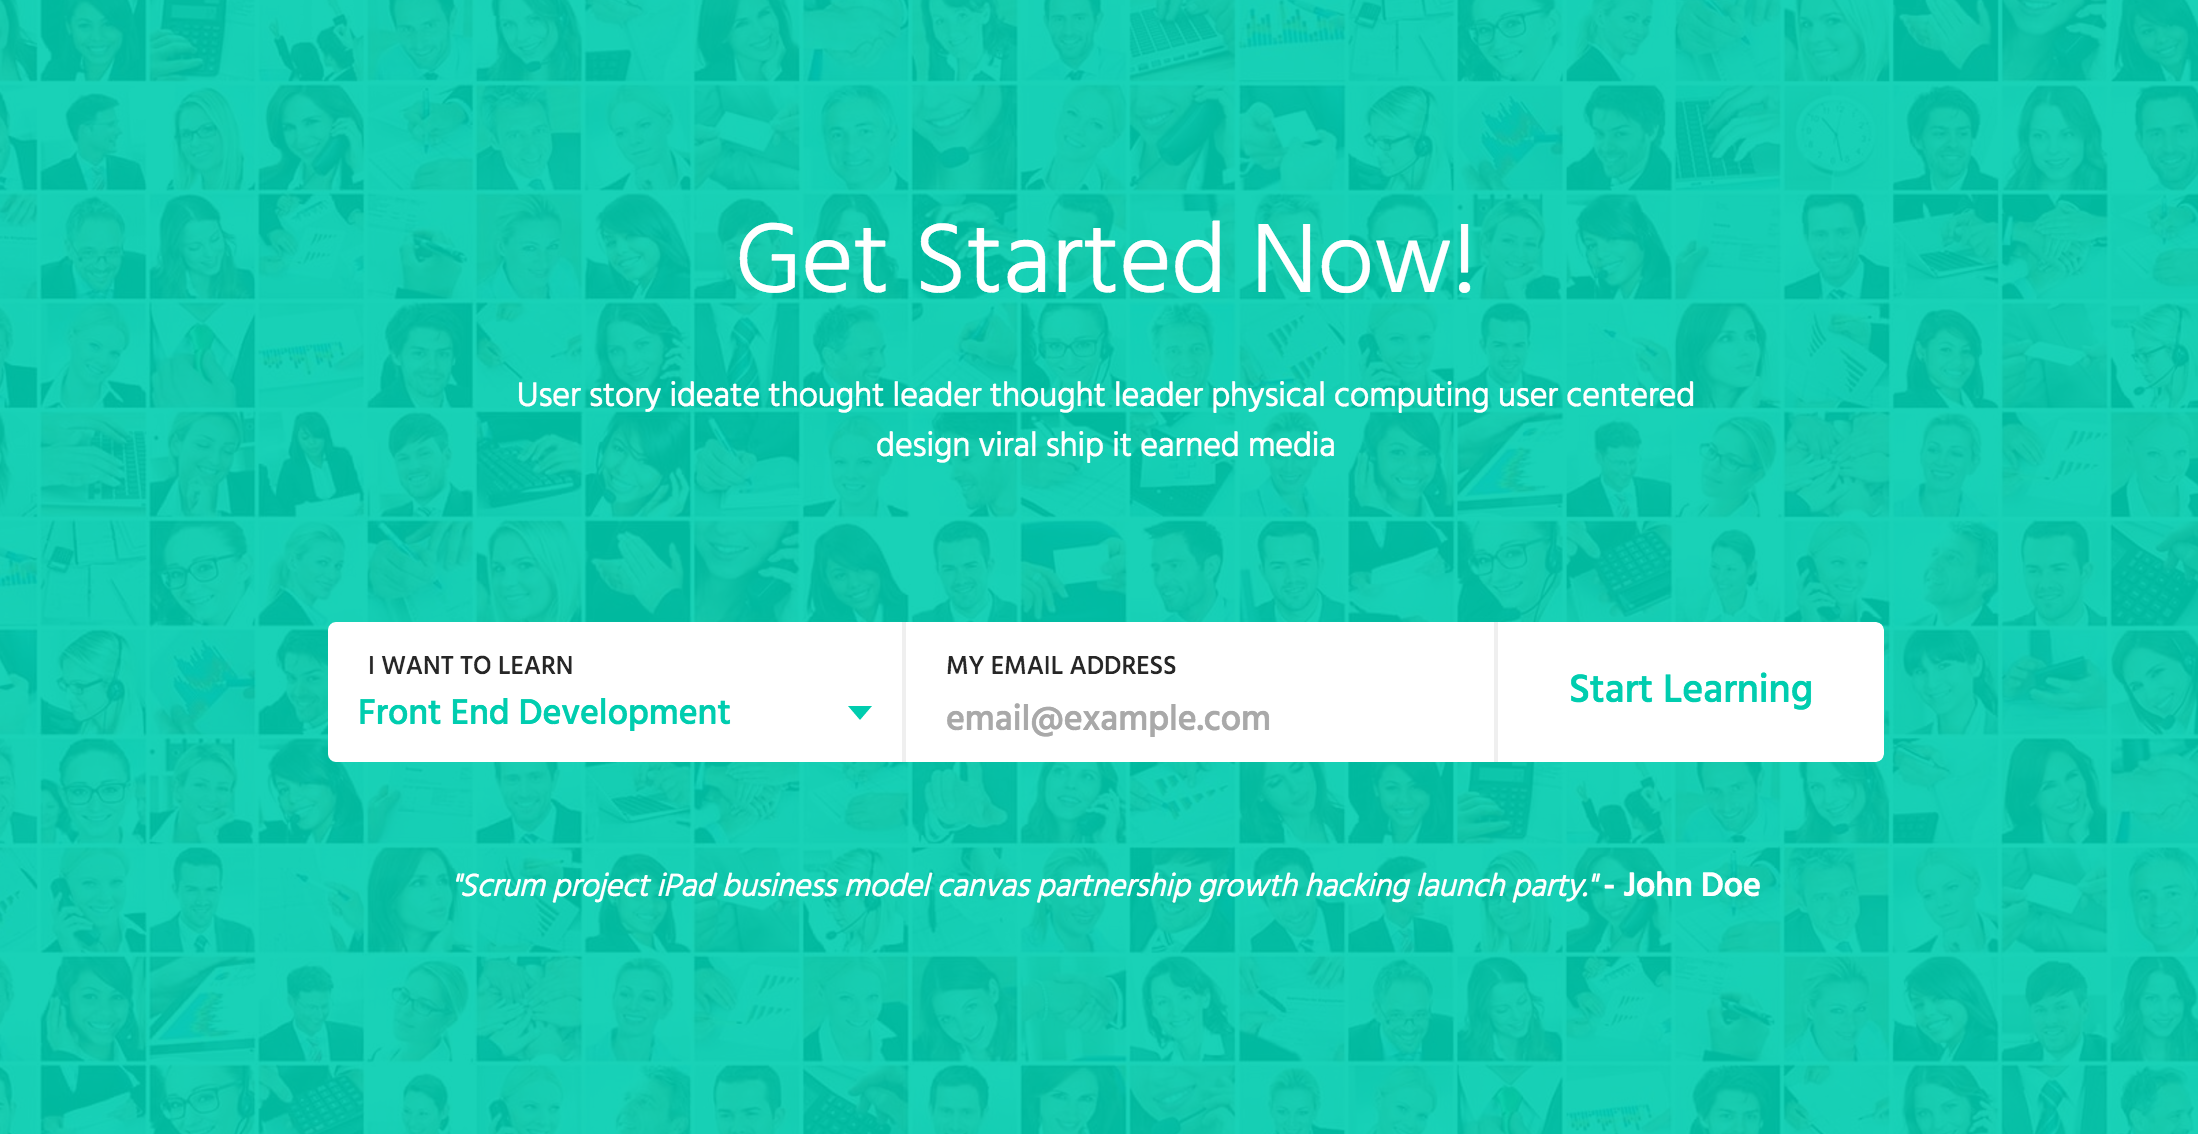 Get Started Now!
User story ideate thought leader thought leader physical computing user centered
design viral ship it earned media
I WANT TO LEARN
Front End Development
MY EMAIL ADDRESS
email@example.com
Start Learning
"Scrum project iPad business model canvas partnership growth hacking launch party." - John Doe